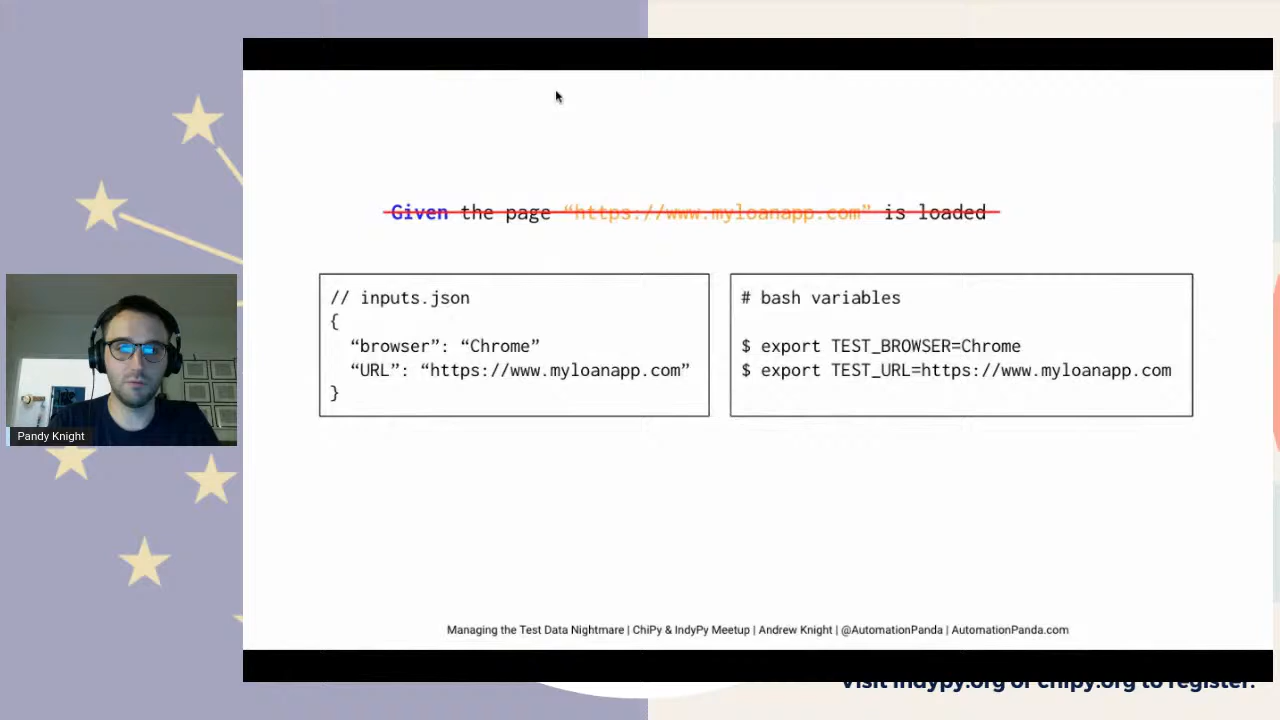 Given the page “https://www.myloanapp.com” is loaded
// inputs.json
{
“browser”: “Chrome”
“URL”: “https://www.myloanapp.com”
}
# bash variables
$ export TEST_BROWSER=Chrome
$ export TEST_URL=https://www.myloanapp.com
Pandy Knight
Managing the Test Data Nightmare | ChiPy & IndyPy Meetup | Andrew Knight | @AutomationPanda | AutomationPanda.com
Visit indypy.org or chipy.org to register.